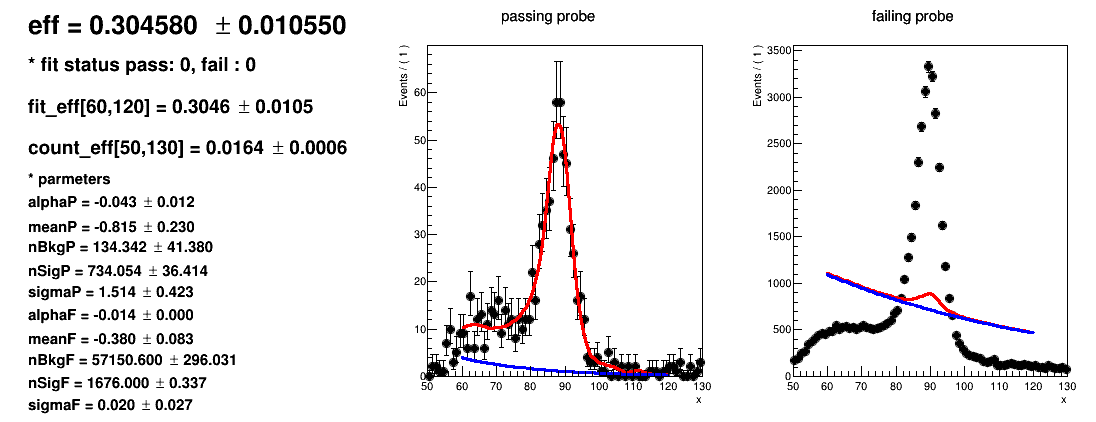 eff = 0.304580 ± 0.010550
* fit status pass: 0, fail : 0
fit_eff[60,120] = 0.3046 ± 0.0105
count_eff[50,130] = 0.0164 ± 0.0006
* parmeters
alphaP = -0.043 ± 0.012
meanP = -0.815 ± 0.230
nBkgP = 134.342 ± 41.380
nSigP = 734.054 ± 36.414
sigmaP = 1.514 ± 0.423
alphaF = -0.014 ± 0.000
meanF = -0.380 ± 0.083
nBkgF = 57150.600 ± 296.031
nSigF = 1676.000 ± 0.337
sigmaF = 0.020 ± 0.027
passing probe
Events / ( 1 )
60
50
40
30
20
10
0
50 60 70 80 90 100 110 120 130
x
failing probe
Events / ( 1 )
3500
3000
2500
2000
1500
1000
500
0
50 60 70 80 90 100 110 120 130
x